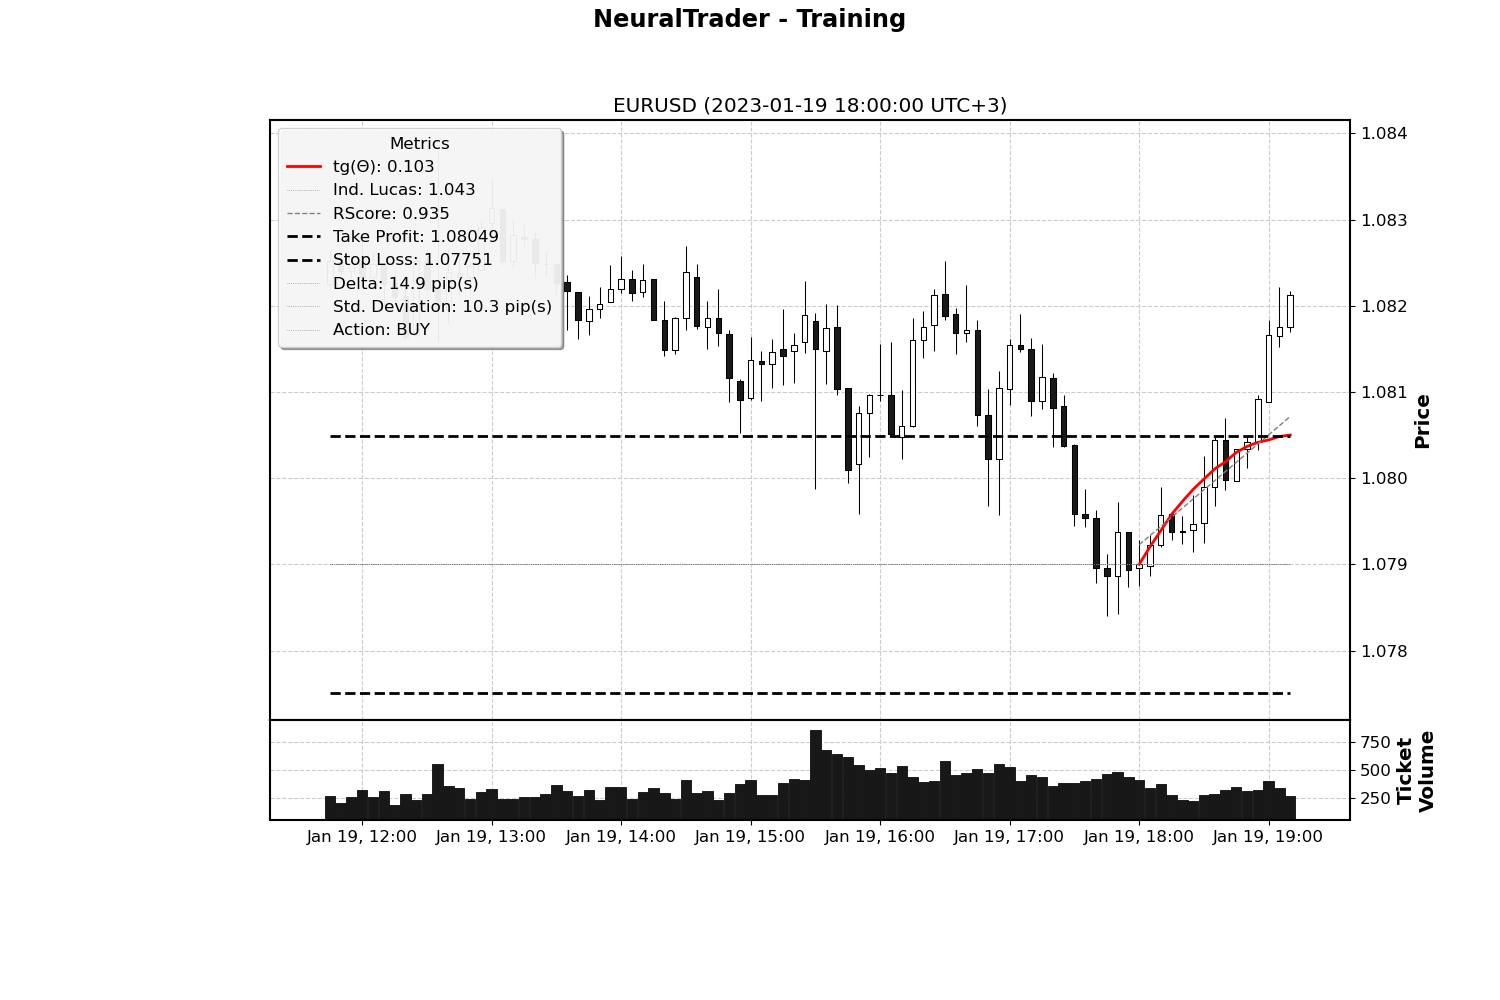 NeuralTrader - Training
EURUSD (2023-01-19 18:00:00 UTC+3)
Metrics
tg(Θ): 0.103
Ind. Lucas: 1.043
RScore: 0.935
Take Profit: 1.08049
Stop Loss: 1.07751
Delta: 14.9 pip(s)
Std. Deviation: 10.3 pip(s)
Action: BUY
1.084
1.083
1.082
1.081
1.080
1.079
1.078
Price
750
500
250
Ticket
Volume
Jan 19, 12:00
Jan 19, 13:00
Jan 19, 14:00
Jan 19, 15:00
Jan 19, 16:00
Jan 19, 17:00
Jan 19, 18:00
Jan 19, 19:00